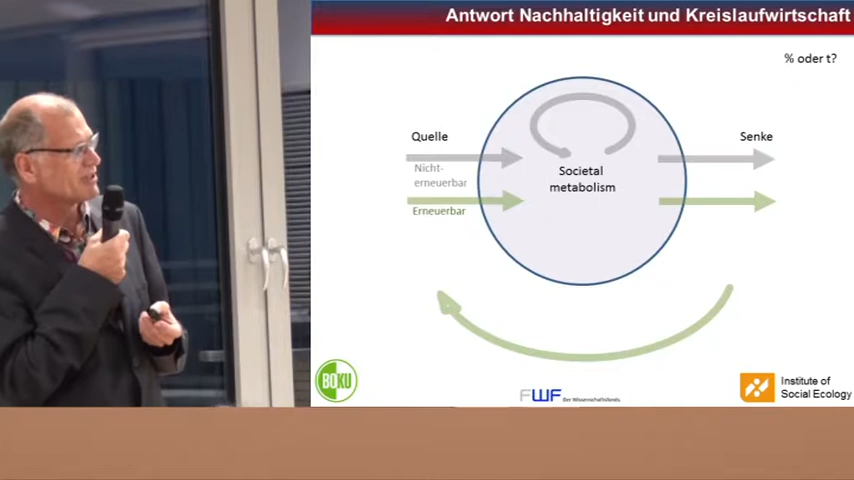 Antwort Nachhaltigkeit und Kreislaufwirtschaft
% oder t?
Quelle
Senke
Nicht-
erneuerbar
Societal
metabolism
Erneuerbar
BOKU
FWF Der Wissenschaftsfonds.
Institute of
Social Ecology